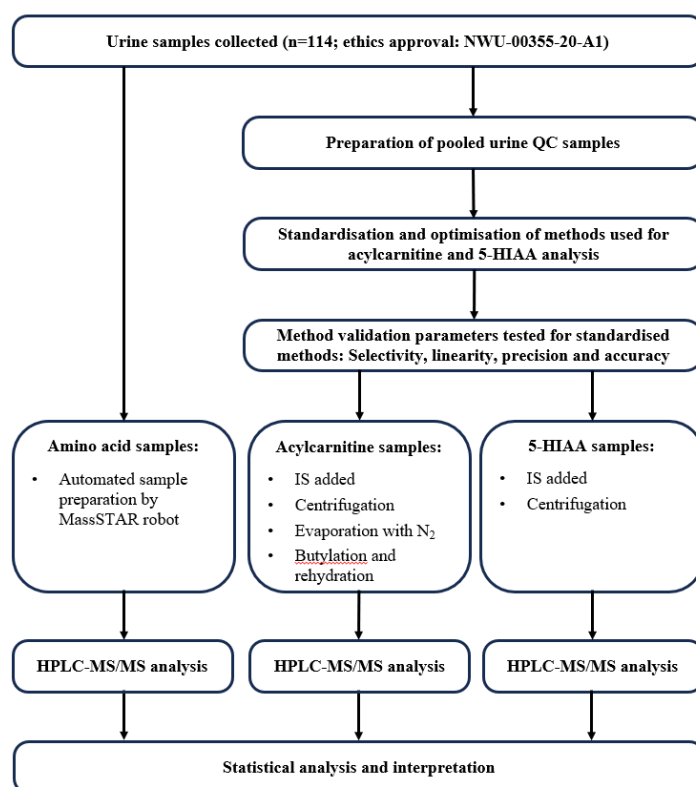 Urine samples collected (n=114; ethics approval: NWU-00355-20-A1)
Preparation of pooled urine QC samples
Standardisation and optimisation of methods used for
acylcarnitine and 5-HIAA analysis
Method validation parameters tested for standardised
methods: Selectivity, linearity, precision and accuracy
Amino acid samples:
• Automated sample
preparation by
MassSTAR robot
Acylcarnitine samples:
• IS added
• Centrifugation
• Evaporation with N₂
• Butylation and
rehydration
5-HIAA samples:
• IS added
• Centrifugation
HPLC-MS/MS analysis
HPLC-MS/MS analysis
HPLC-MS/MS analysis
Statistical analysis and interpretation